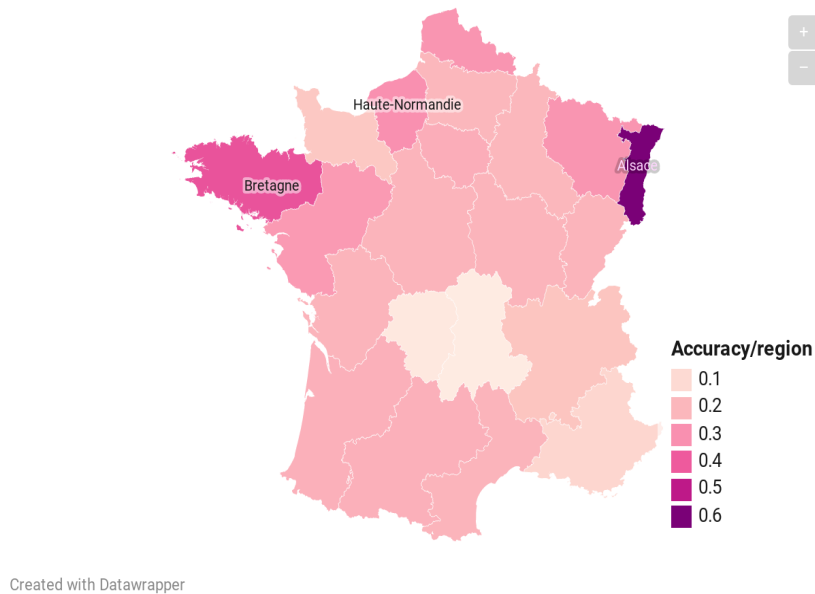 +
−
Haute-Normandie
Alsace
Bretagne
Accuracy/region
0.1
0.2
0.3
0.4
0.5
0.6
Created with Datawrapper